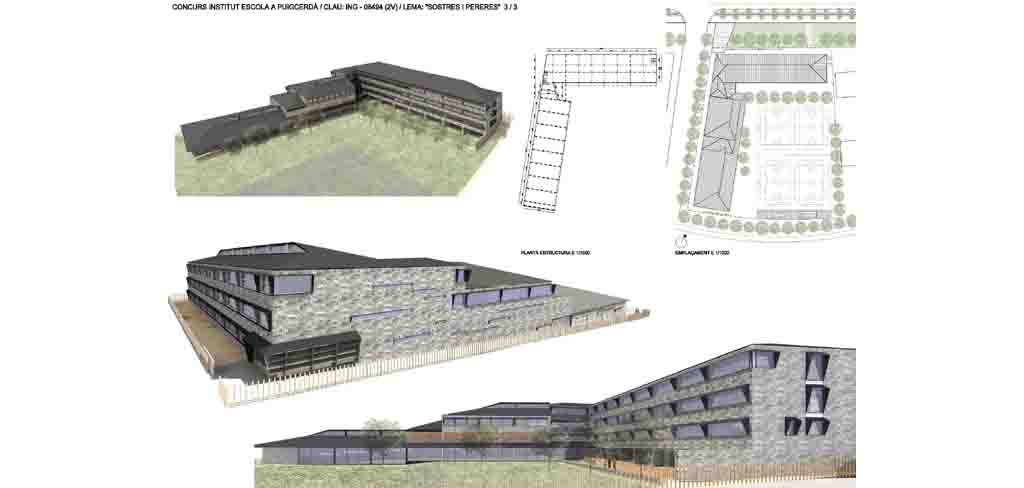 CONCURS INSTITUT ESCOLA A PUIGCERDÀ / CLAU: ING - 08494 (2V) / LEMA: "SOSTRES I PERERES" 3 / 3
PLANTA ESTRUCTURA E 1/1000
EMPLAÇAMENT E 1/1000